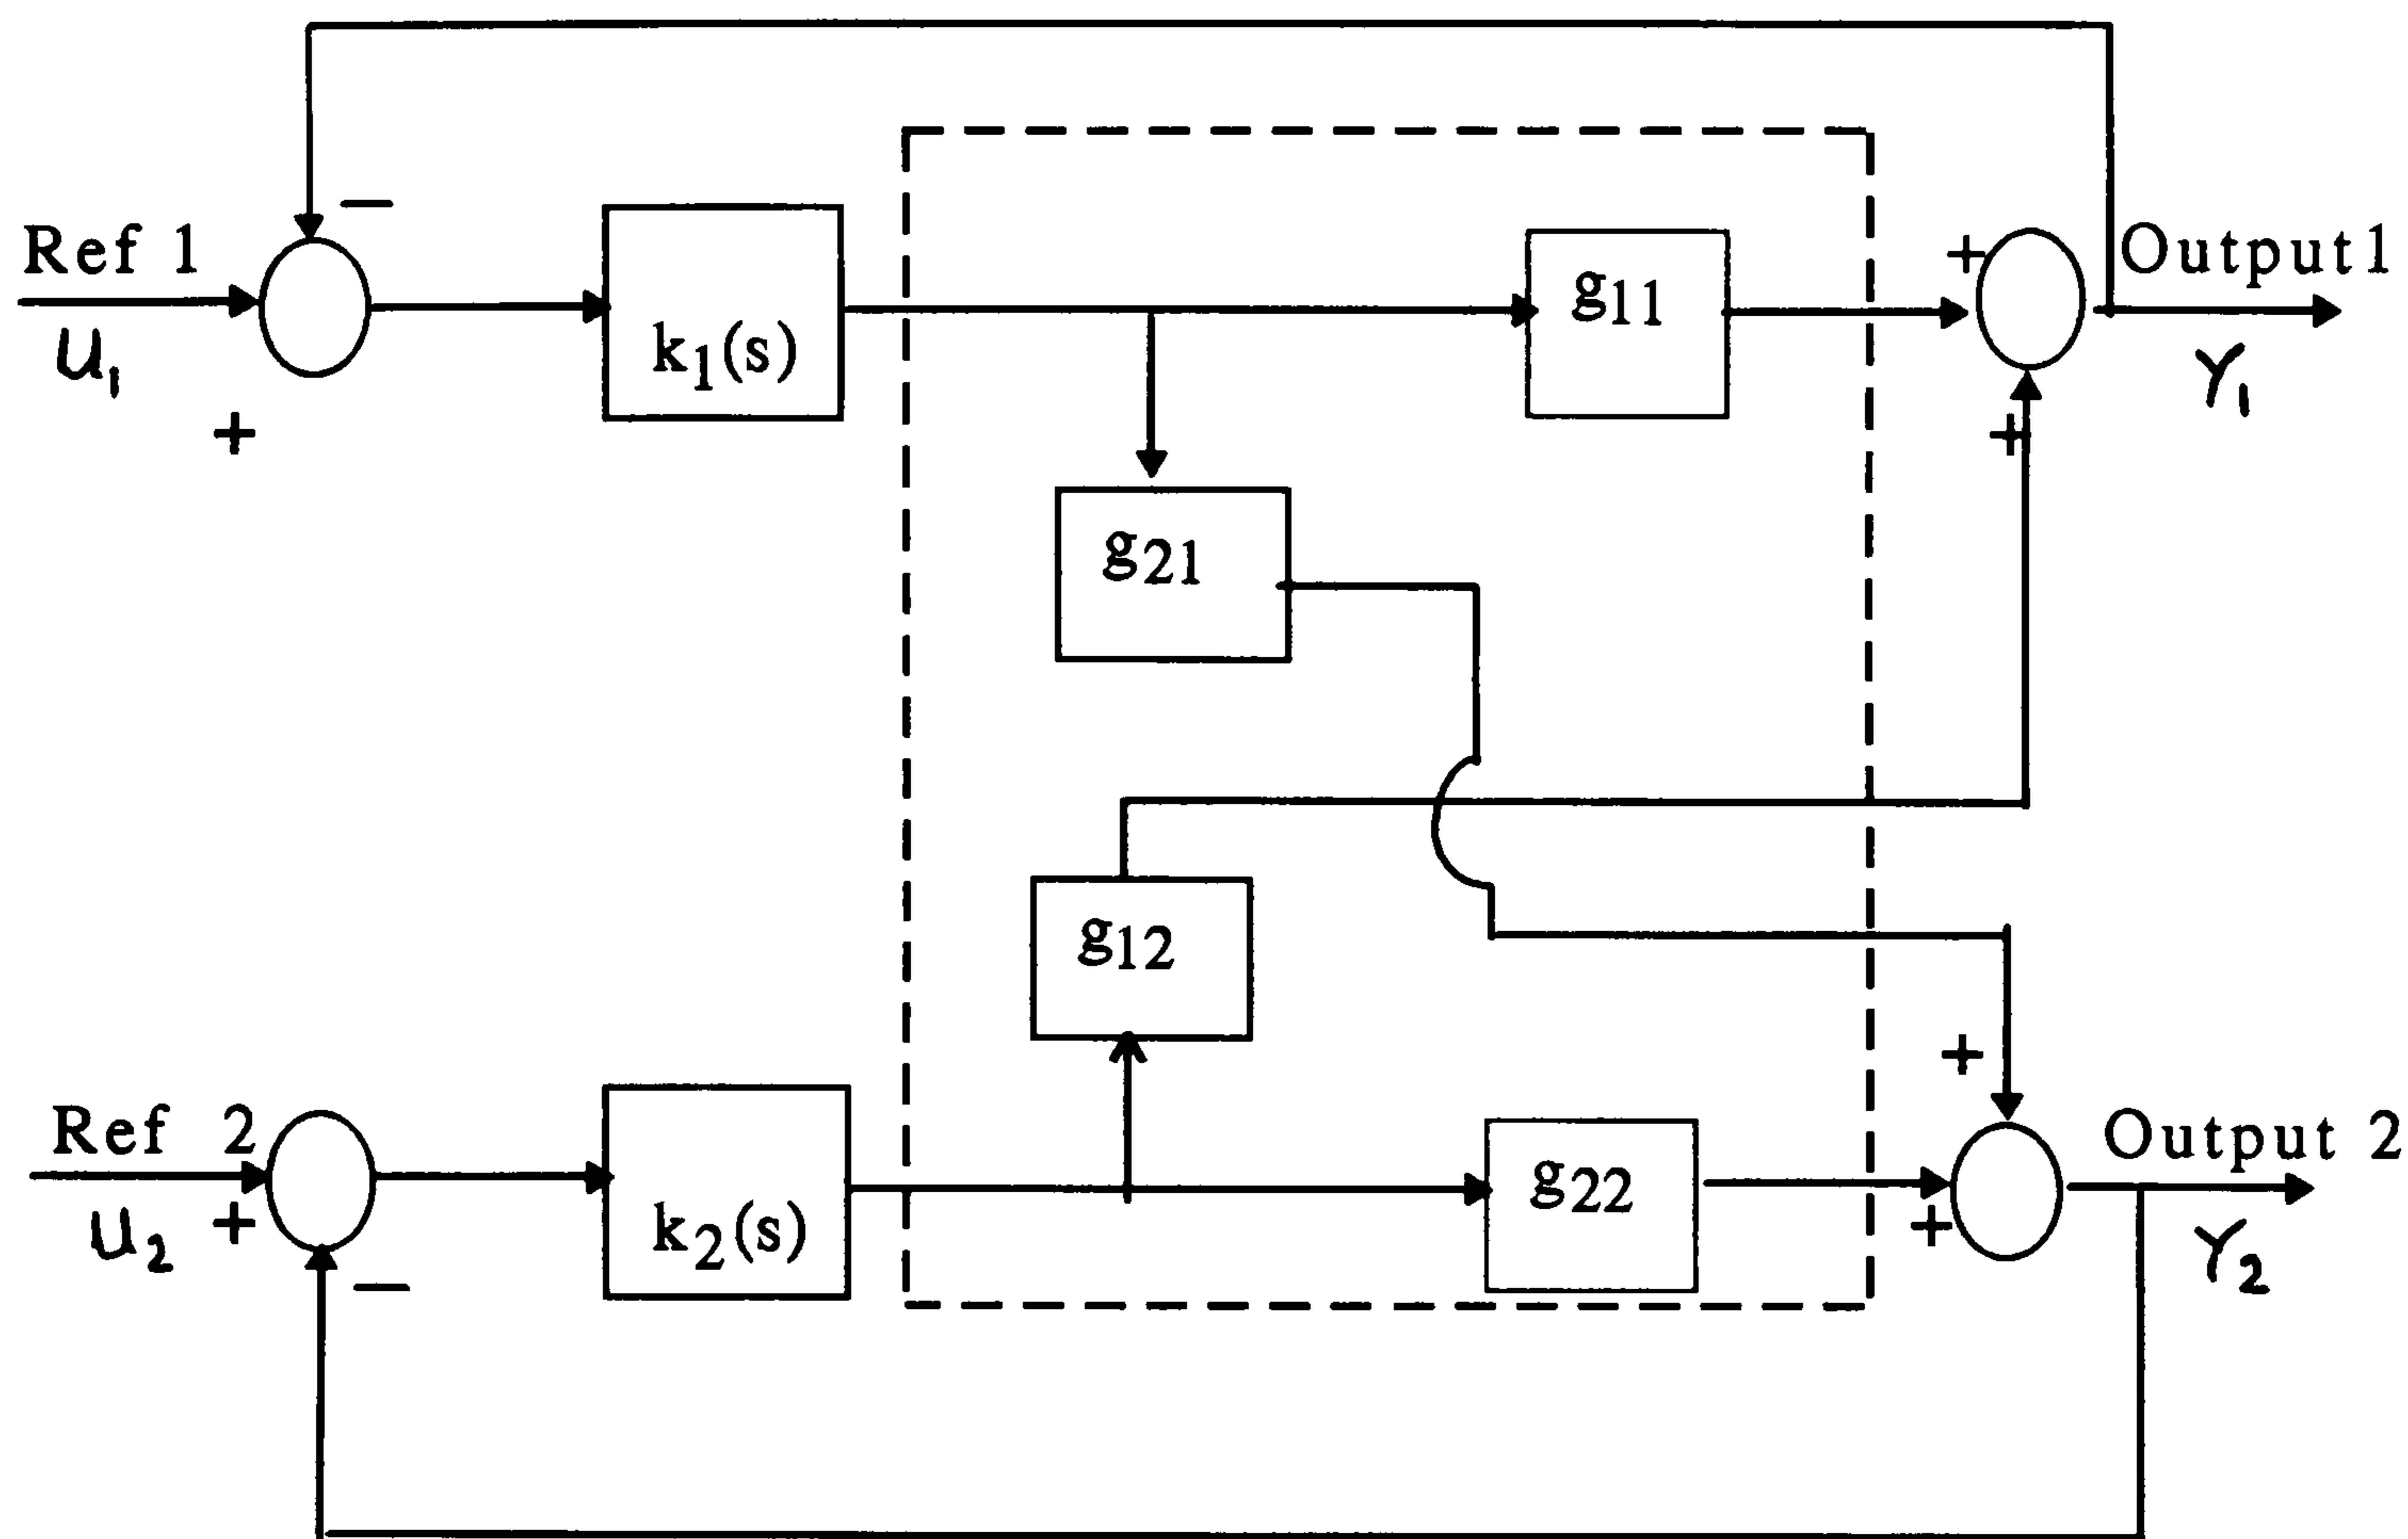 −
Ref 1
u₁
+
k₁(s)
g₁₁
+
+
Output1
Y₁
g₂₁
g₁₂
Ref 2
u₂
+
−
k₂(s)
g₂₂
+
+
Output 2
Y₂